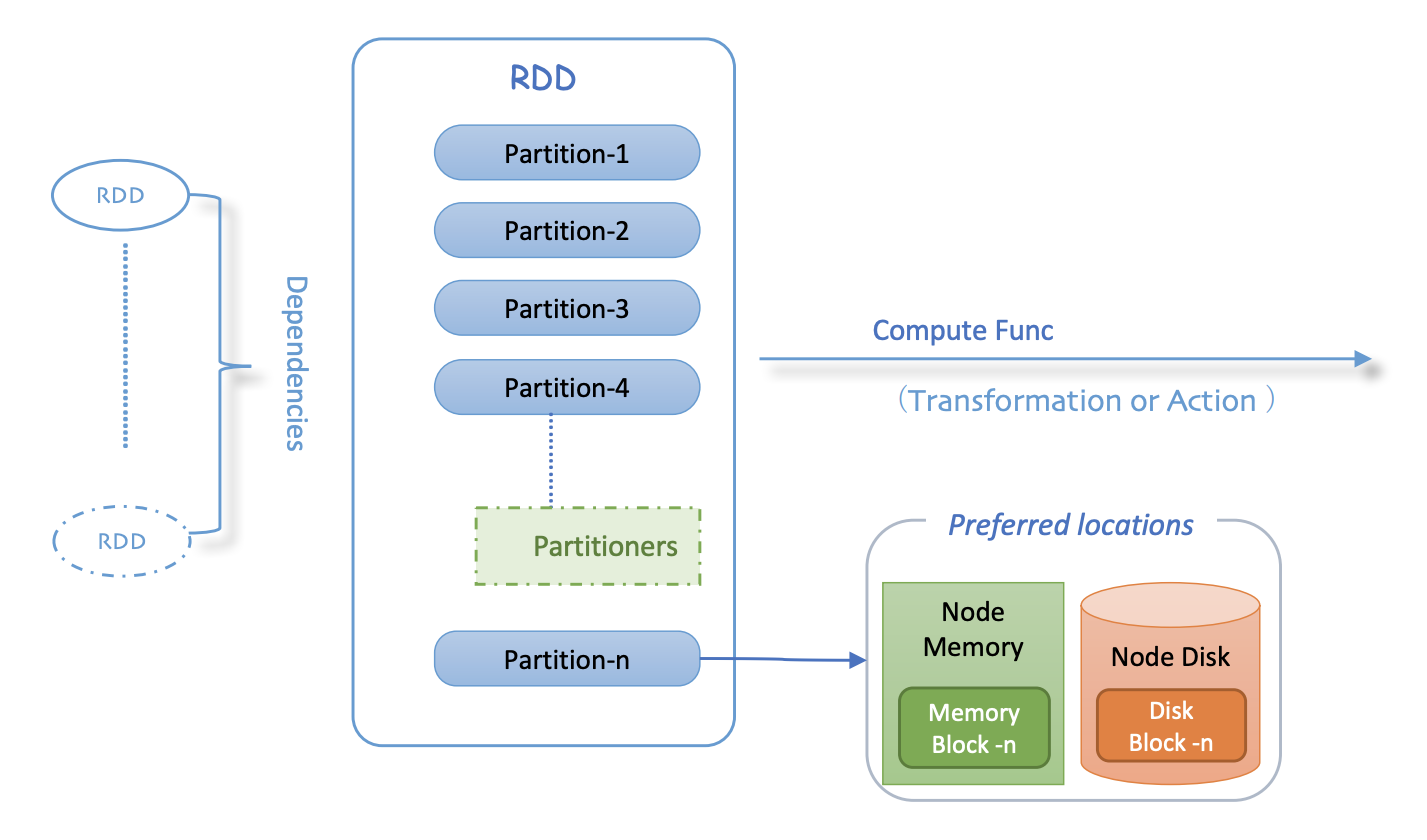 RDD
Partition-1
Partition-2
Partition-3
Partition-4
Partitioners
Partition-n
RDD
RDD
Dependencies
Compute Func
（Transformation or Action ）
Preferred locations
Node
Memory
Memory
Block -n
Node Disk
Disk
Block -n